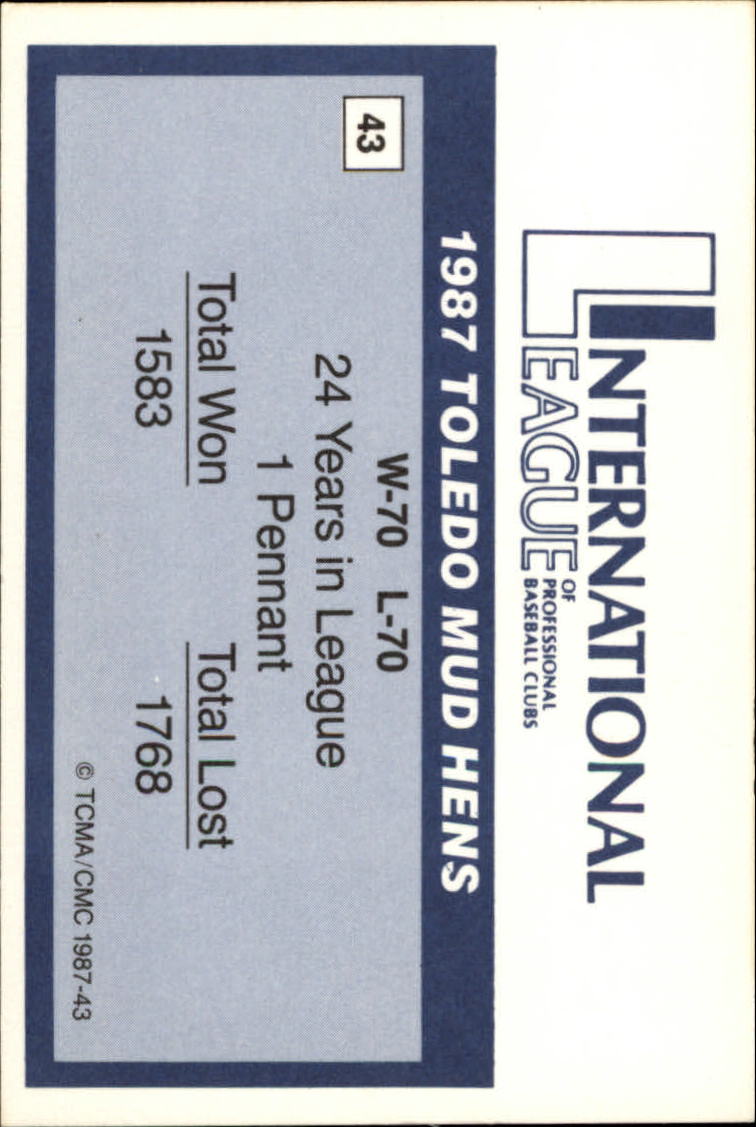 INTERNATIONAL
LEAGUE OF PROFESSIONAL BASEBALL CLUBS
1987 TOLEDO MUD HENS
43
W-70 L-70
24 Years in League
1 Pennant
Total Won Total Lost
1583 1768
© TCMA/CMC 1987-43